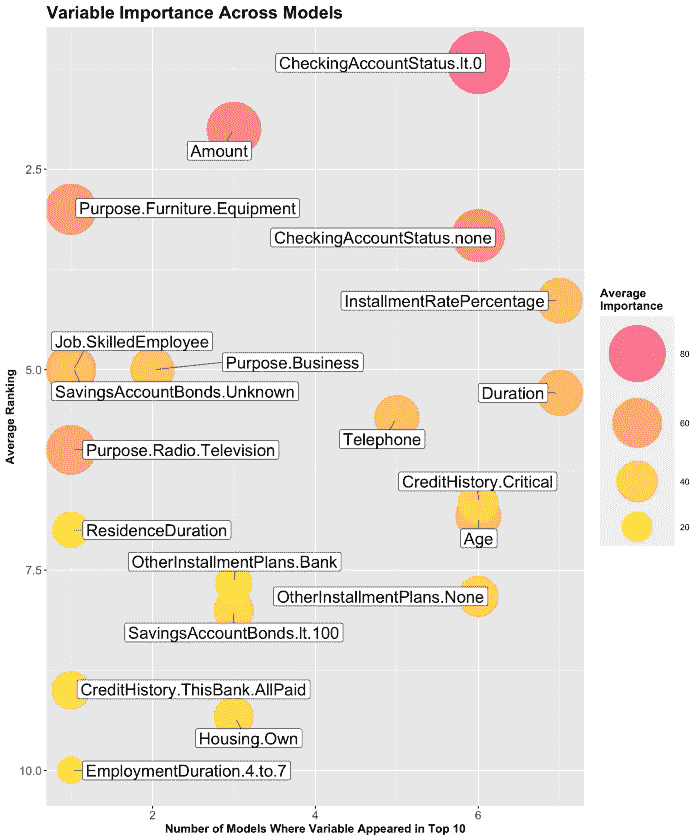 Variable Importance Across Models
CheckingAccountStatus.lt.0
Amount
2.5
Purpose.Furniture.Equipment
CheckingAccountStatus.none
InstallmentRatePercentage
Average
Importance
80
60
40
20
Job.SkilledEmployee
Purpose.Business
5.0
SavingsAccountBonds.Unknown
Duration
Average Ranking
Telephone
Purpose.Radio.Television
CreditHistory.Critical
ResidenceDuration
Age
OtherInstallmentPlans.Bank
7.5
OtherInstallmentPlans.None
SavingsAccountBonds.lt.100
CreditHistory.ThisBank.AllPaid
Housing.Own
10.0
EmploymentDuration.4.to.7
2 4 6
Number of Models Where Variable Appeared in Top 10